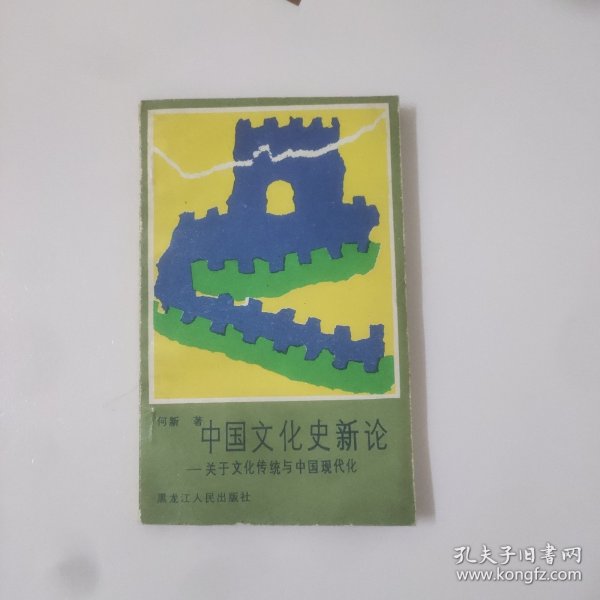 何新 著
中国文化史新论
—关于文化传统与中国现代化
黑龙江人民出版社
孔夫子旧书网
www.kongfz.com